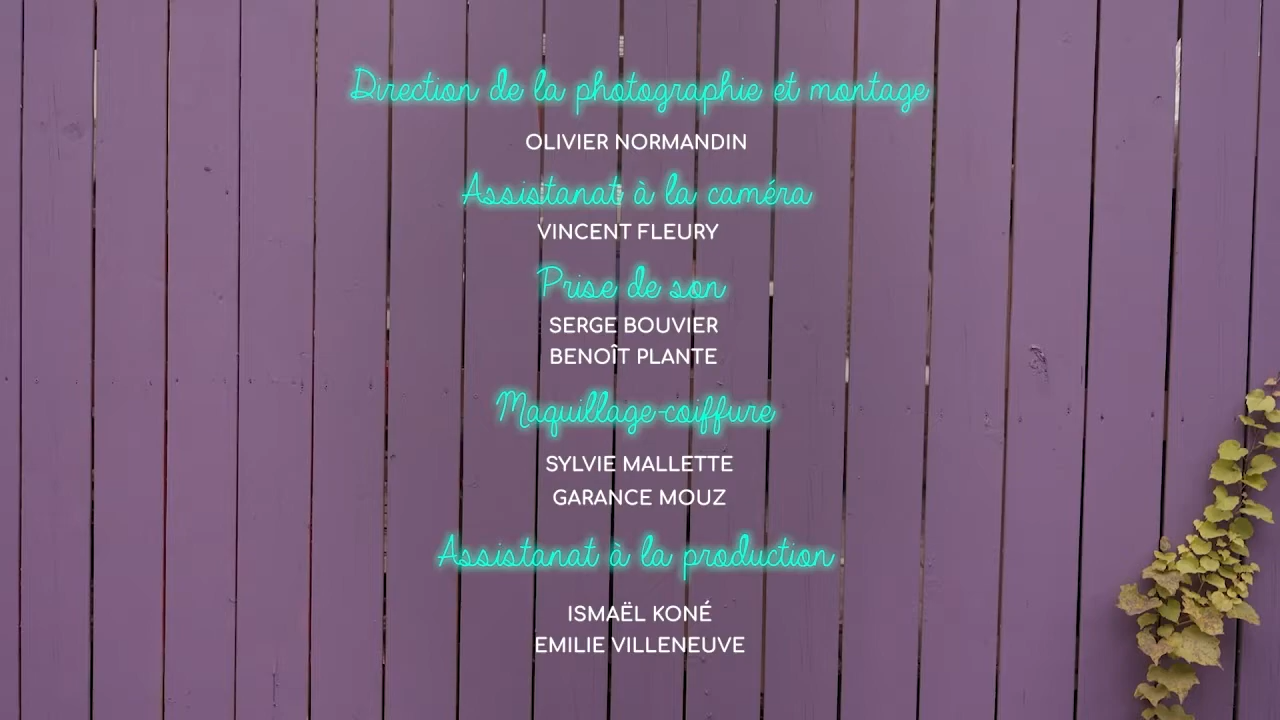 Direction de la photographie et montage
OLIVIER NORMANDIN
Assistanat à la caméra
VINCENT FLEURY
Prise de son
SERGE BOUVIER
BENOÎT PLANTE
Maquillage-coiffure
SYLVIE MALLETTE
GARANCE MOUZ
Assistanat à la production
ISMAËL KONÉ
EMILIE VILLENEUVE